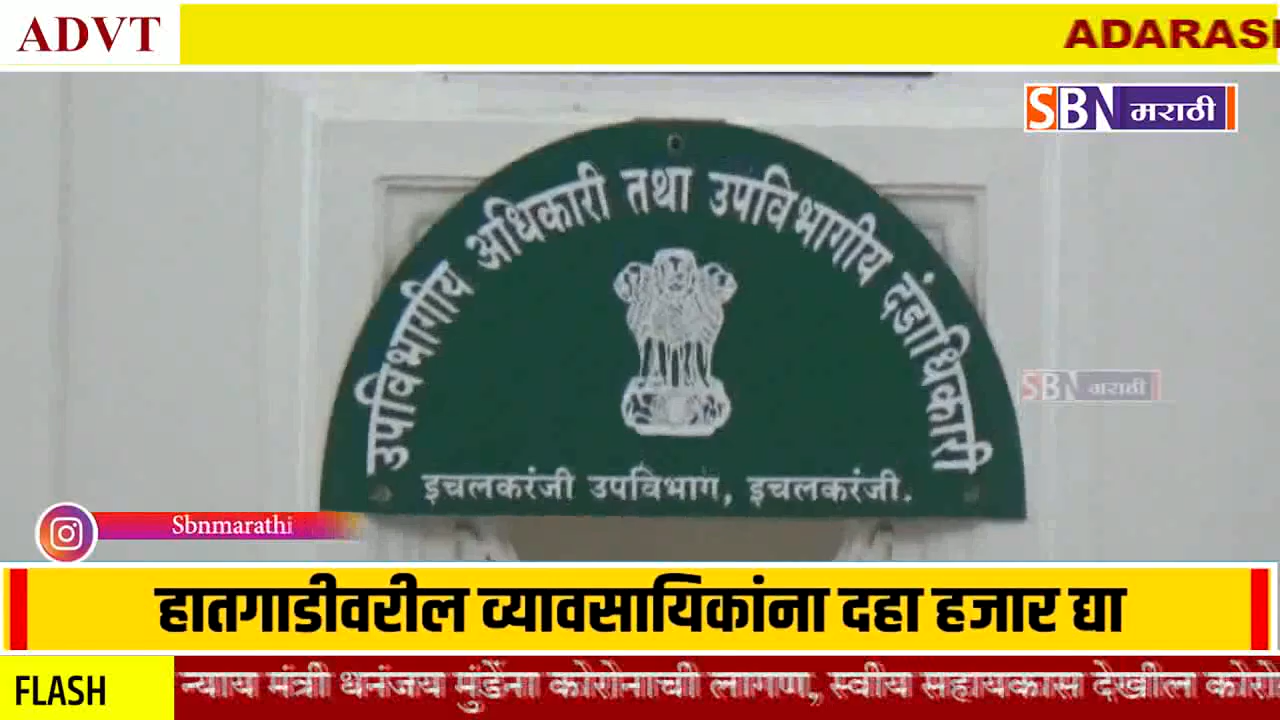 ADVT
SBN मराठी
उपविभागीय अधिकारी तथा उपविभागीय दंडाधिकारी
SBN मराठी
इचलकरंजी उपविभाग, इचलकरंजी.
Sbnmarathi
हातगाडीवरील व्यावसायिकांना दहा हजार द्या
FLASH
न्याय मंत्री धनंजय मुंडेंना कोरोनाची लागण, स्वीय सहायकास देखील